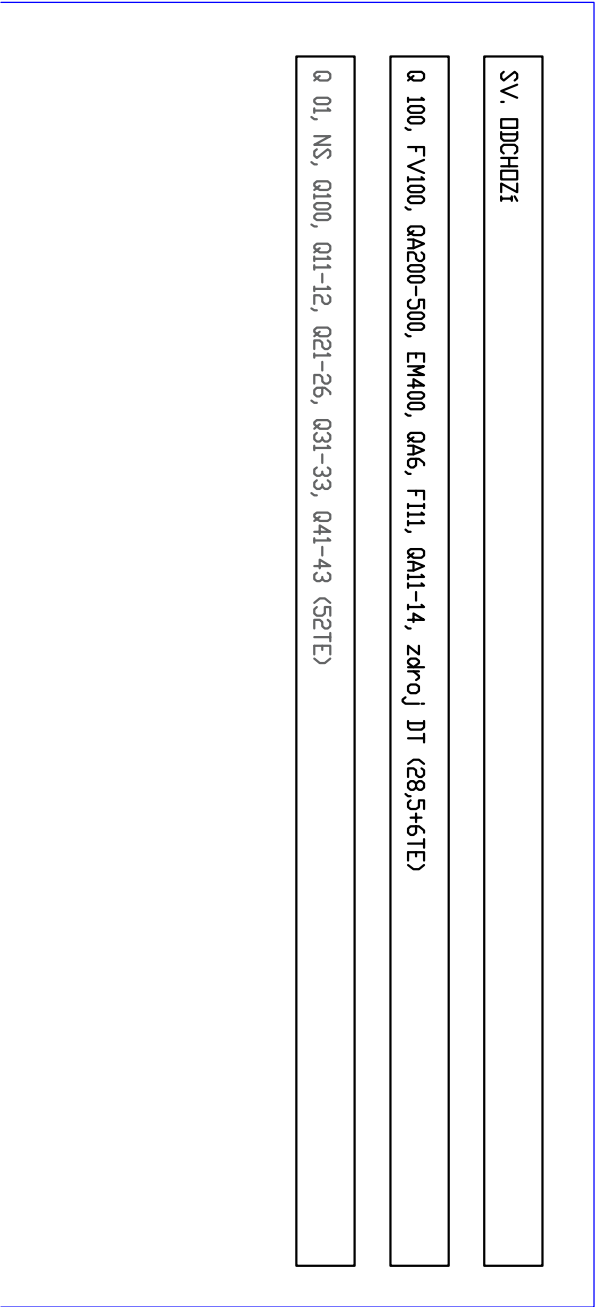 SV. ODCHOZÍ
Q 100, FV100, QA200-500, EM400, QA6, FI11, QA11-14, zdroj DT (28,5+6TE)
Q 01, NS, Q100, Q11-12, Q21-26, Q31-33, Q41-43 (52TE)